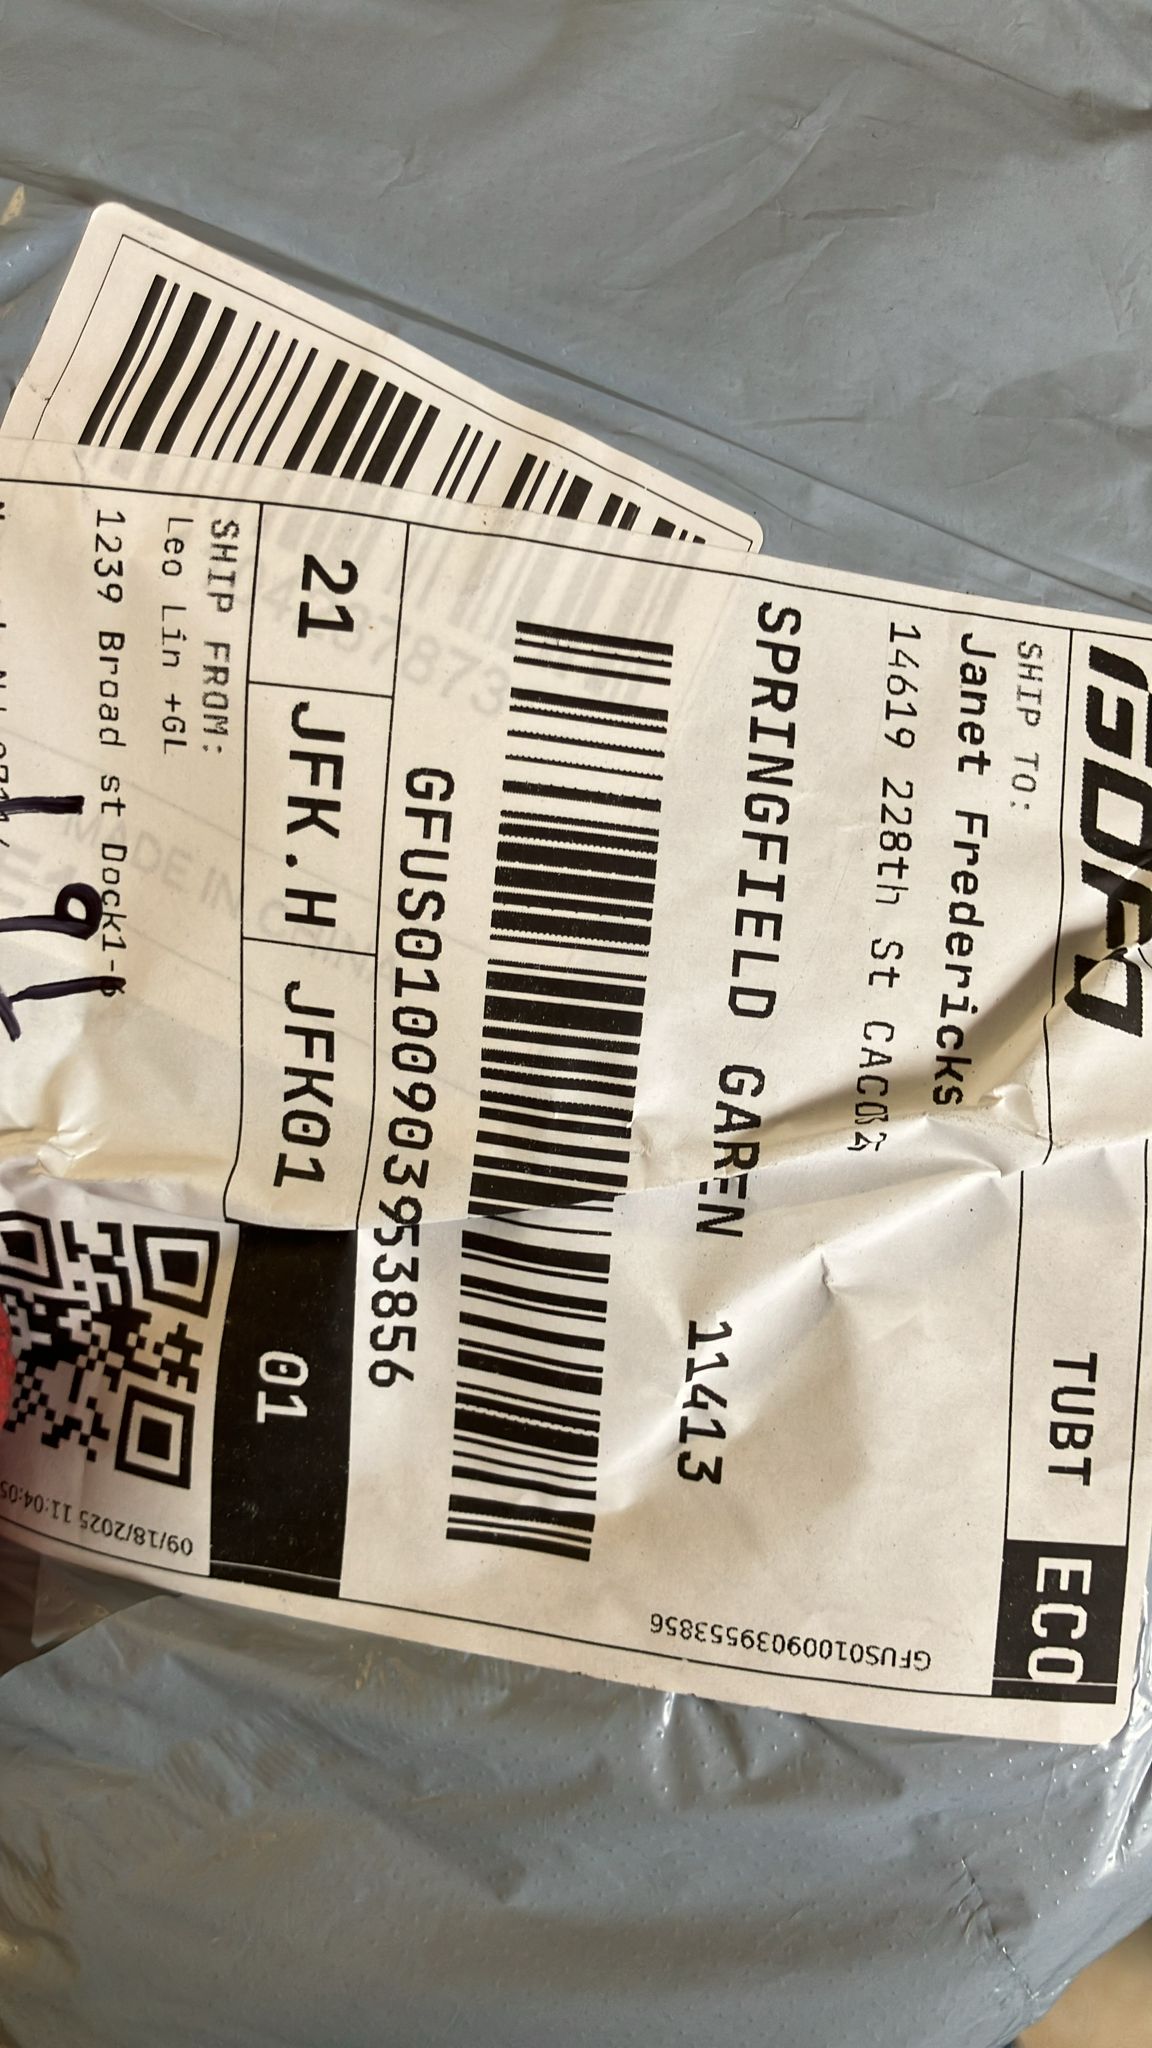 GOFO
TUBT
ECO
SHIP TO:
Janet Fredericks
14619 228th St
SPRINGFIELD GAREN 11413
GFUS01009039553856
21
JFK.H
JFK01
01
SHIP FROM:
Leo Lin +GL
1239 Broad st
09/18/2025 11:04:05
GFUS01009039553856
MADE IN CHINA